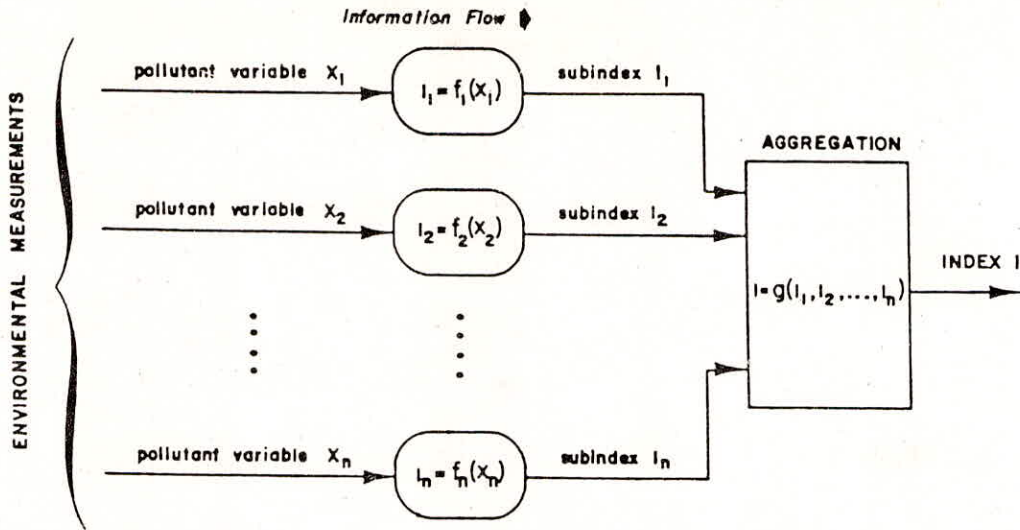 Information Flow
ENVIRONMENTAL MEASUREMENTS
pollutant variable X₁
I₁ = f₁(X₁)
subindex I₁
AGGREGATION
pollutant variable X₂
I₂ = f₂(X₂)
subindex I₂
INDEX I
I = g(I₁, I₂, ..., Iₙ)
pollutant variable Xₙ
Iₙ = fₙ(Xₙ)
subindex Iₙ